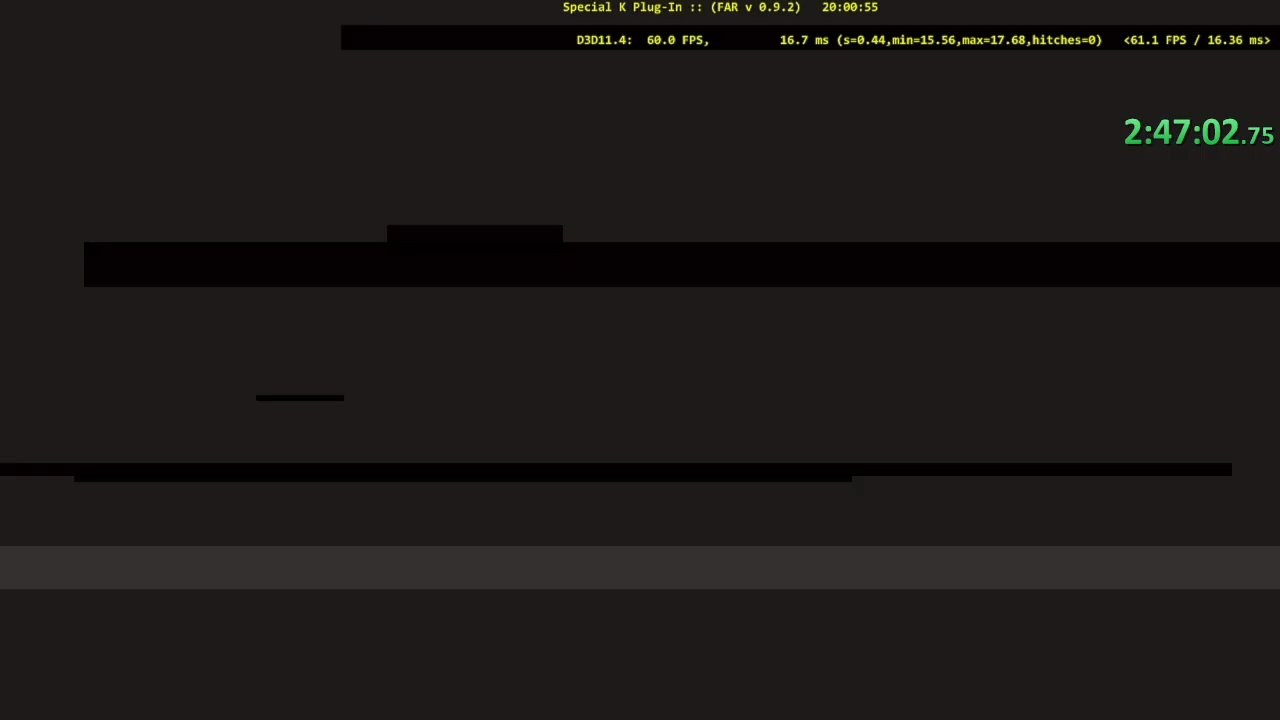 Special K Plug-In :: (FAR v 0.9.2)   20:00:55
D3D11.4:  60.0 FPS,          16.7 ms (s=0.44,min=15.56,max=17.68,hitches=0)   <61.1 FPS / 16.36 ms>
2:47:02.75